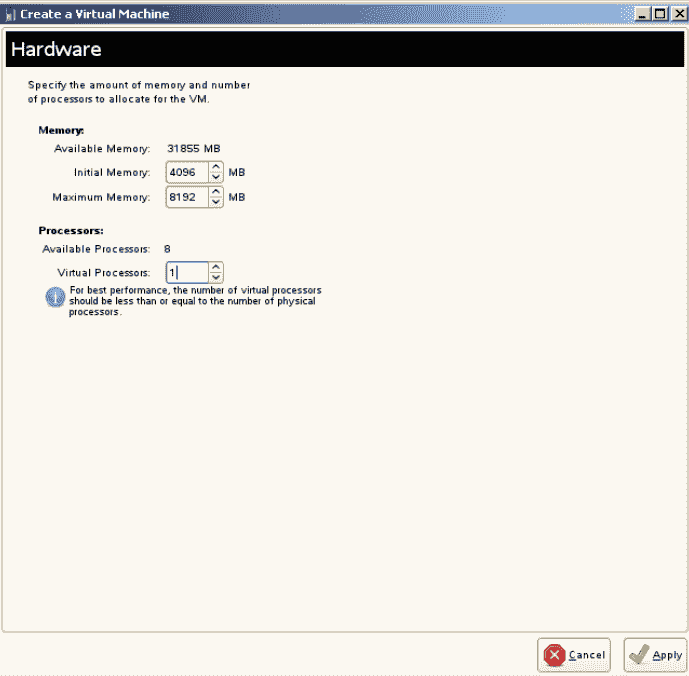 Create a Virtual Machine
Hardware
Specify the amount of memory and number
of processors to allocate for the VM.
Memory:
Available Memory: 31855 MB
Initial Memory: 4096 MB
Maximum Memory: 8192 MB
Processors:
Available Processors: 8
Virtual Processors: 1
For best performance, the number of virtual processors
should be less than or equal to the number of physical
processors.
Cancel Apply